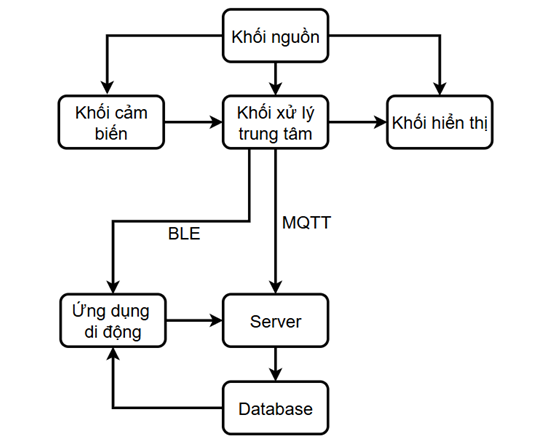 Khối nguồn
Khối cảm
biến
Khối xử lý
trung tâm
Khối hiển thị
BLE
MQTT
Ứng dụng
di động
Server
Database